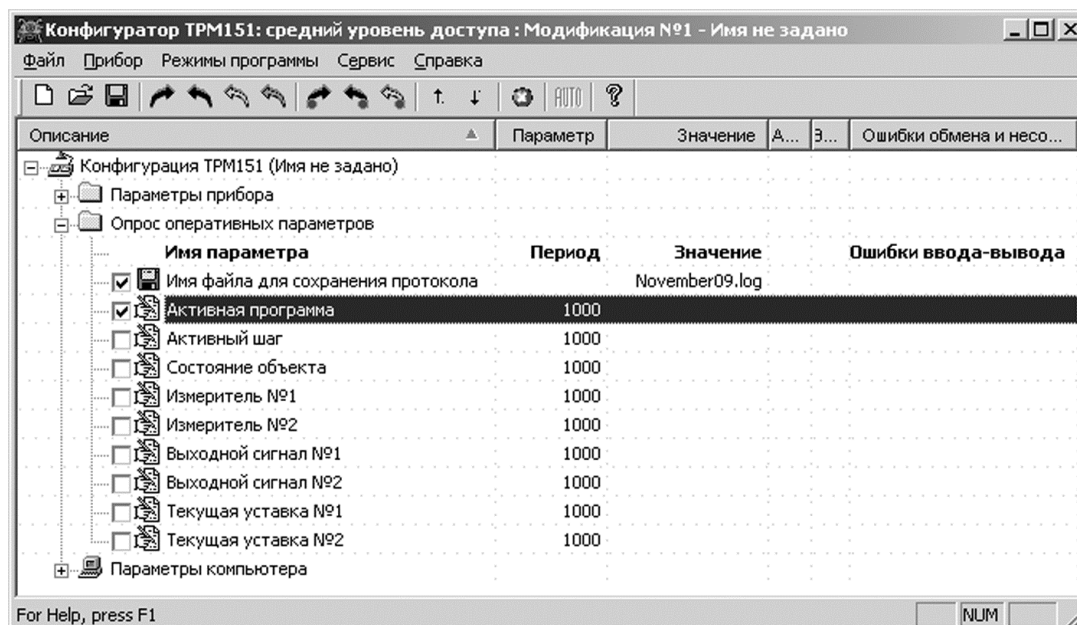 Конфигуратор ТРМ151: средний уровень доступа : Модификация №1 - Имя не задано
Файл Прибор Режимы программы Сервис Справка
AUTO
Описание Параметр Значение А... З... Ошибки обмена и несо...
Конфигурация ТРМ151 (Имя не задано)
Параметры прибора
Опрос оперативных параметров
Имя параметра Период Значение Ошибки ввода-вывода
Имя файла для сохранения протокола November09.log
Активная программа 1000
Активный шаг 1000
Состояние объекта 1000
Измеритель №1 1000
Измеритель №2 1000
Выходной сигнал №1 1000
Выходной сигнал №2 1000
Текущая уставка №1 1000
Текущая уставка №2 1000
Параметры компьютера
For Help, press F1 NUM